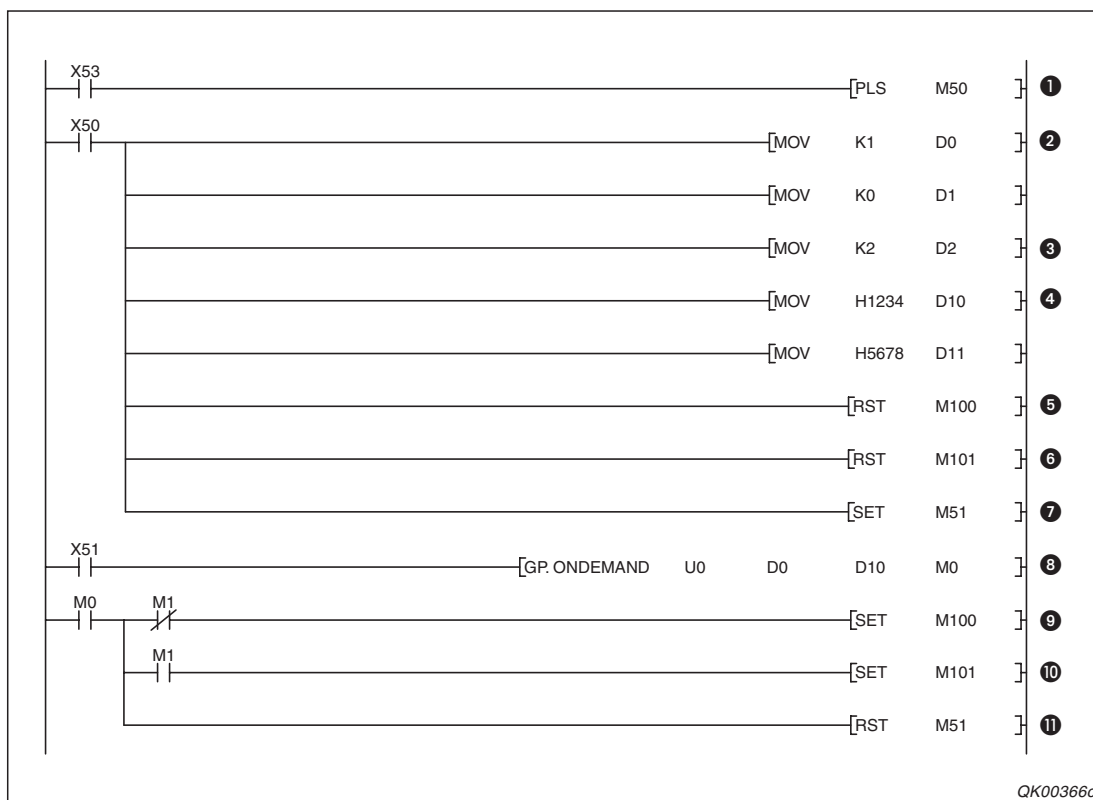 X53
[PLS M50 ] ❶
X50
[MOV K1 D0 ] ❷
[MOV K0 D1 ]
[MOV K2 D2 ] ❸
[MOV H1234 D10 ] ❹
[MOV H5678 D11 ]
[RST M100 ] ❺
[RST M101 ] ❻
[SET M51 ] ❼
X51
[GP. ONDEMAND U0 D0 D10 M0 ] ❽
M0 M1
[SET M100 ] ❾
M1
[SET M101 ] ❿
[RST M51 ] ⓫